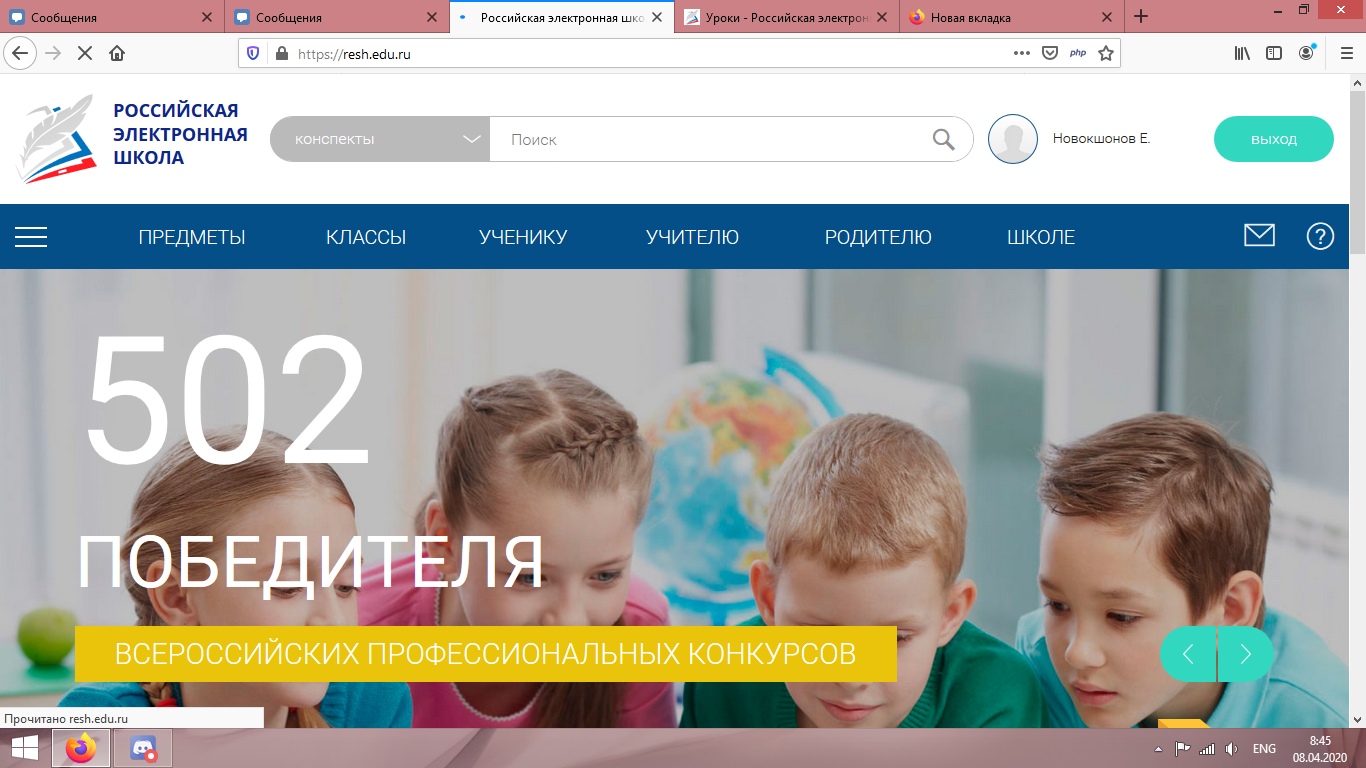 Сообщения
Сообщения
Российская электронная шко
Уроки - Российская электрон
Новая вкладка
https://resh.edu.ru
php
РОССИЙСКАЯ
ЭЛЕКТРОННАЯ
ШКОЛА
конспекты
Поиск
Новокшонов Е.
выход
ПРЕДМЕТЫ
КЛАССЫ
УЧЕНИКУ
УЧИТЕЛЮ
РОДИТЕЛЮ
ШКОЛЕ
502
ПОБЕДИТЕЛЯ
ВСЕРОССИЙСКИХ ПРОФЕССИОНАЛЬНЫХ КОНКУРСОВ
Прочитано resh.edu.ru
ENG
8:45
08.04.2020